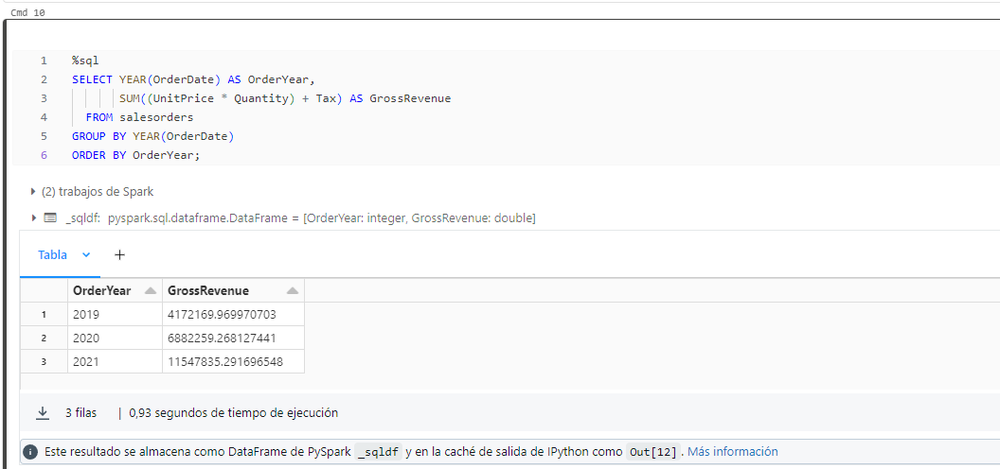 Cmd 10
1 %sql
2 SELECT YEAR(OrderDate) AS OrderYear,
3 SUM((UnitPrice * Quantity) + Tax) AS GrossRevenue
4 FROM salesorders
5 GROUP BY YEAR(OrderDate)
6 ORDER BY OrderYear;
(2) trabajos de Spark
_sqldf: pyspark.sql.dataframe.DataFrame = [OrderYear: integer, GrossRevenue: double]
Tabla +
OrderYear GrossRevenue
1 2019 4172169.969970703
2 2020 6882259.268127441
3 2021 11547835.291696548
3 filas | 0,93 segundos de tiempo de ejecución
Este resultado se almacena como DataFrame de PySpark _sqldf y en la caché de salida de IPython como Out[12]. Más información